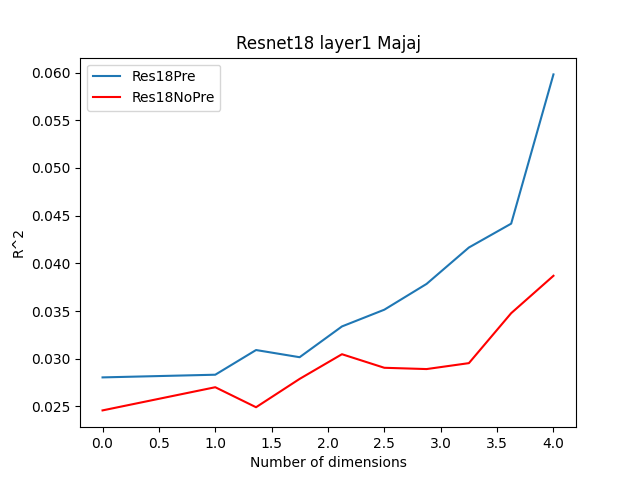 Resnet18 layer1 Majaj
Res18Pre
Res18NoPre
0.060
0.055
0.050
0.045
0.040
0.035
0.030
0.025
R^2
0.0 0.5 1.0 1.5 2.0 2.5 3.0 3.5 4.0
Number of dimensions